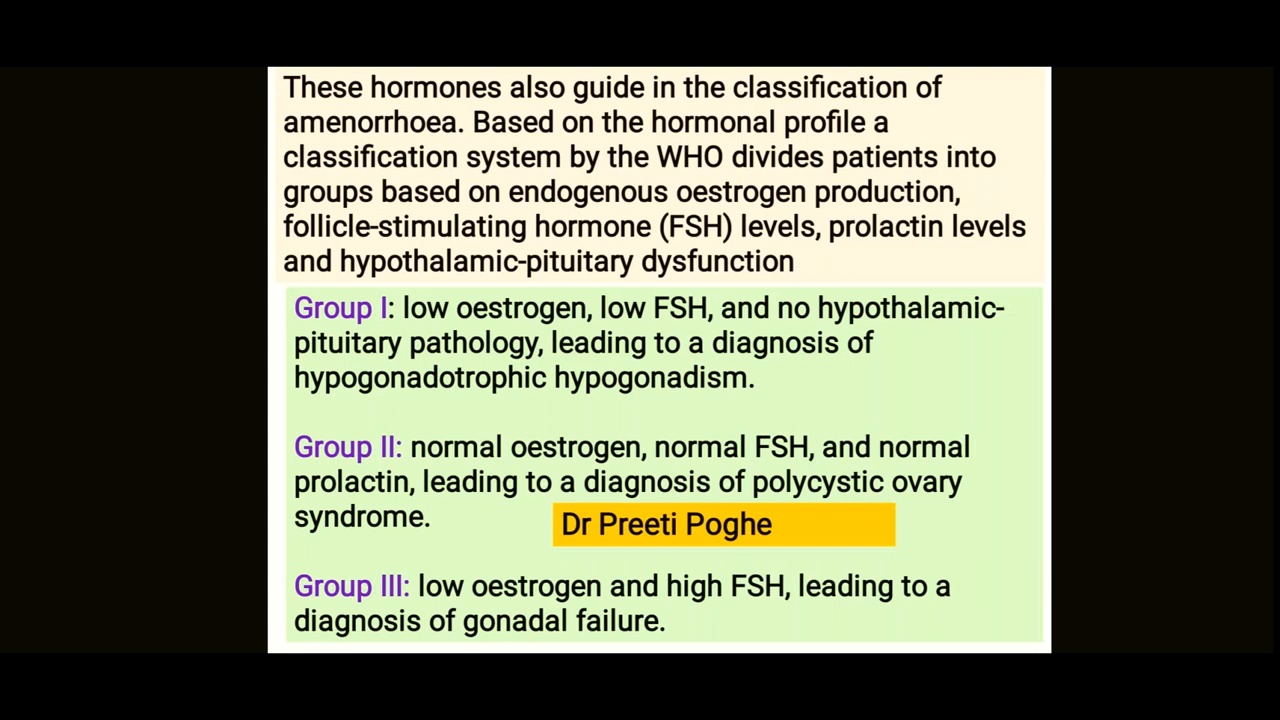 These hormones also guide in the classification of
amenorrhoea. Based on the hormonal profile a
classification system by the WHO divides patients into
groups based on endogenous oestrogen production,
follicle-stimulating hormone (FSH) levels, prolactin levels
and hypothalamic-pituitary dysfunction
Group I: low oestrogen, low FSH, and no hypothalamic-
pituitary pathology, leading to a diagnosis of
hypogonadotrophic hypogonadism.
Group II: normal oestrogen, normal FSH, and normal
prolactin, leading to a diagnosis of polycystic ovary
syndrome.
Dr Preeti Poghe
Group III: low oestrogen and high FSH, leading to a
diagnosis of gonadal failure.